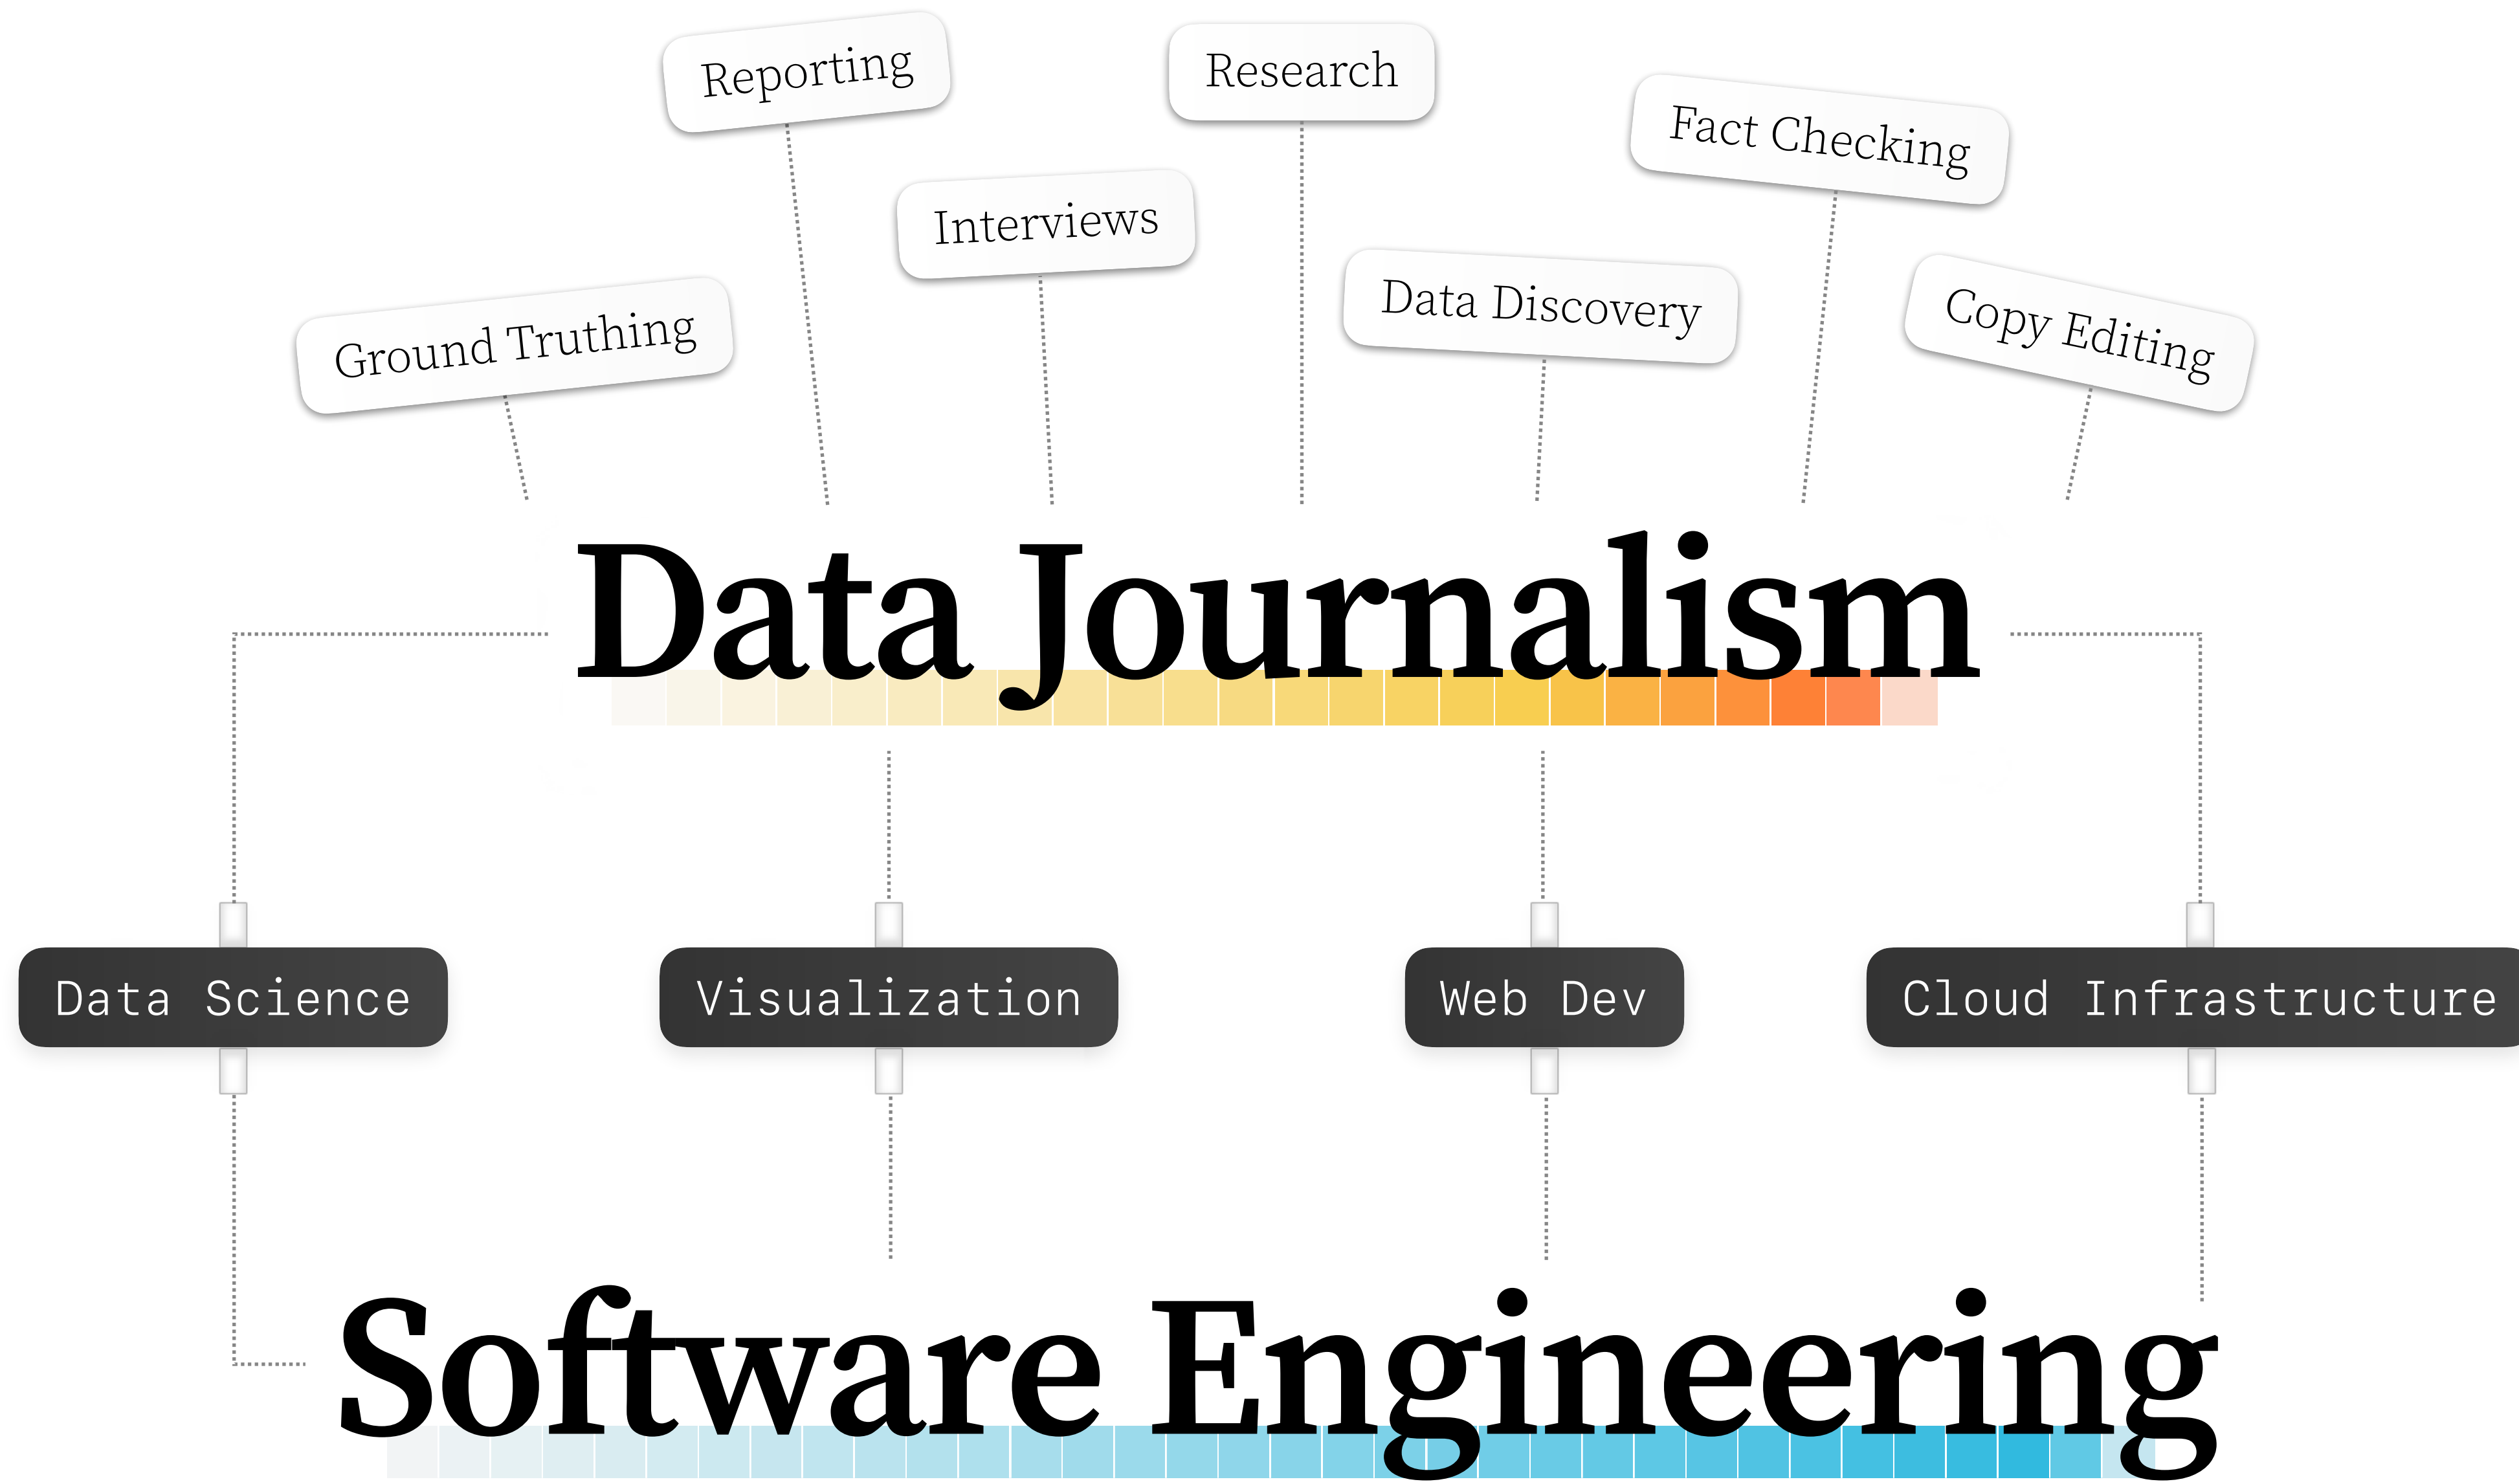 Reporting
Research
Fact Checking
Interviews
Data Discovery
Ground Truthing
Copy Editing
Data Journalism
Data Science
Visualization
Web Dev
Cloud Infrastructure
Software Engineering